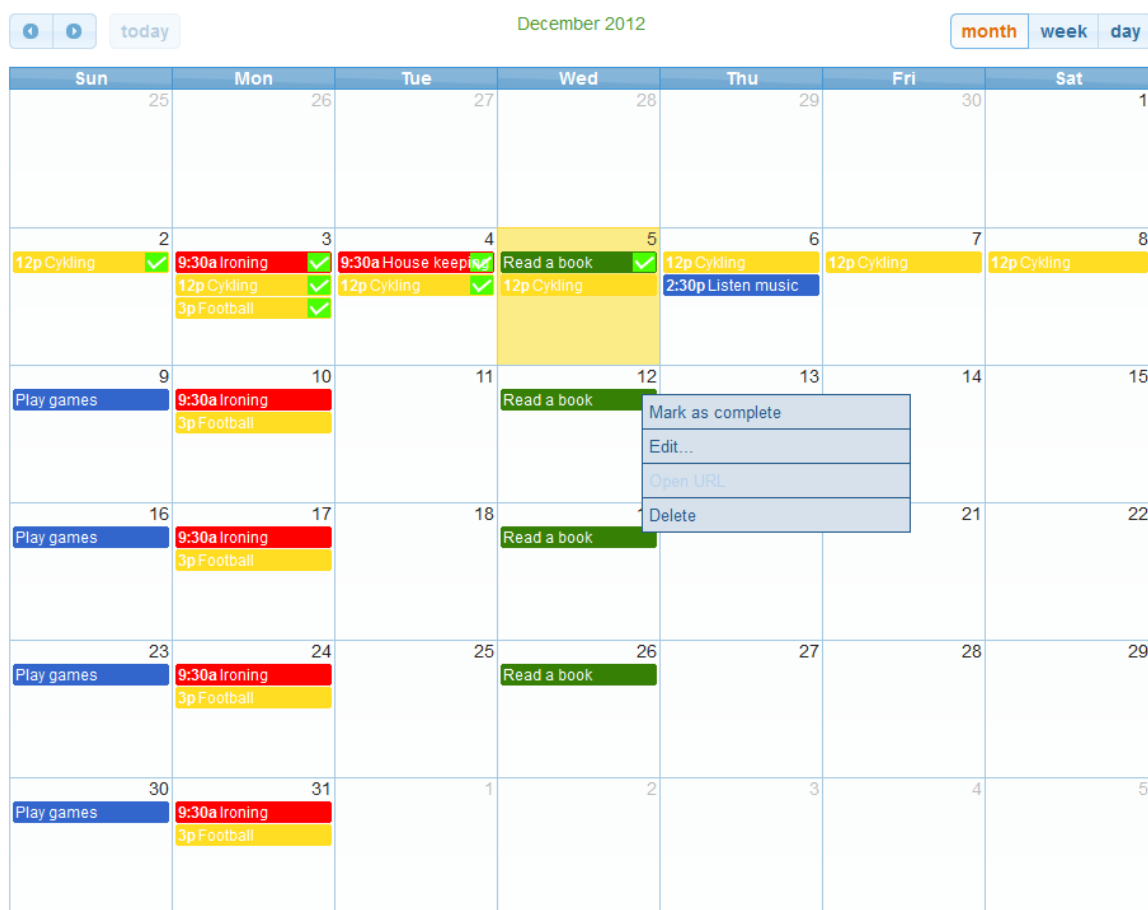 today
December 2012
month week day
Sun Mon Tue Wed Thu Fri Sat
25 26 27 28 29 30 1
2 3 4 5 6 7 8
12p Cykling 9:30a Ironing 9:30a House keeping Read a book 12p Cykling 12p Cykling 12p Cykling
12p Cykling 12p Cykling 12p Cykling 2:30p Listen music
3p Football
9 10 11 12 13 14 15
Play games 9:30a Ironing Read a book
Mark as complete
3p Football
Edit...
Open URL
16 17 18 21 22
Delete
Play games 9:30a Ironing Read a book
3p Football
23 24 25 26 27 28 29
Play games 9:30a Ironing Read a book
3p Football
30 31 1 2 3 4 5
Play games 9:30a Ironing
3p Football